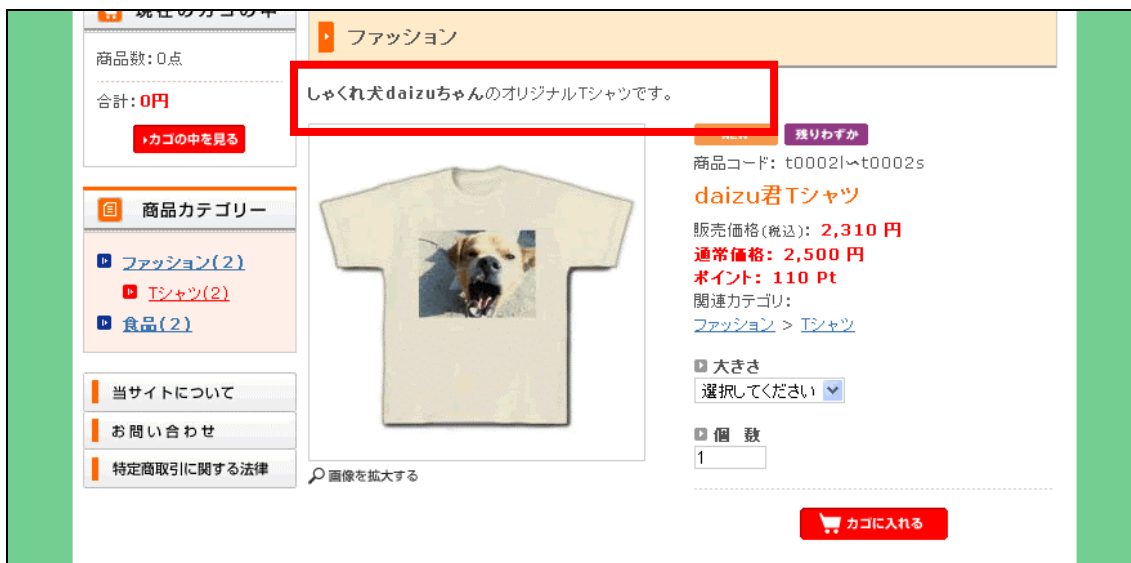 現在のカゴの中
商品数:0点
合計:0円
カゴの中を見る
商品カテゴリー
ファッション(2)
Tシャツ(2)
食品(2)
当サイトについて
お問い合わせ
特定商取引に関する法律
ファッション
しゃくれ犬daizuちゃんのオリジナルTシャツです。
画像を拡大する
NEW 残りわずか
商品コード: t0002l〜t0002s
daizu君Tシャツ
販売価格(税込): 2,310 円
通常価格: 2,500 円
ポイント: 110 Pt
関連カテゴリ:
ファッション > Tシャツ
大きさ
選択してください
個 数
1
カゴに入れる